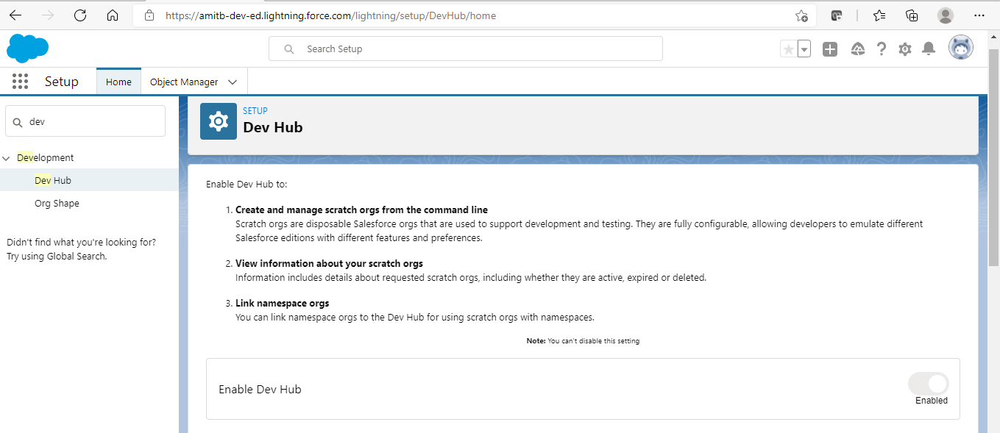 https://amitb-dev-ed.lightning.force.com/lightning/setup/DevHub/home
Search Setup
Setup
Home
Object Manager
dev
Development
Dev Hub
Org Shape
Didn't find what you're looking for?
Try using Global Search.
SETUP
Dev Hub
Enable Dev Hub to:
1. Create and manage scratch orgs from the command line
Scratch orgs are disposable Salesforce orgs that are used to support development and testing. They are fully configurable, allowing developers to emulate different
Salesforce editions with different features and preferences.
2. View information about your scratch orgs
Information includes details about requested scratch orgs, including whether they are active, expired or deleted.
3. Link namespace orgs
You can link namespace orgs to the Dev Hub for using scratch orgs with namespaces.
Note: You can't disable this setting
Enable Dev Hub
Enabled